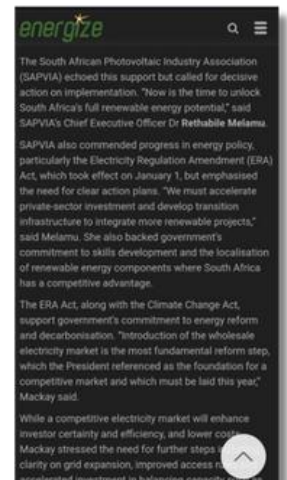 energize
The South African Photovoltaic Industry Association
(SAPVIA) echoed this support but called for decisive
action on implementation. "Now is the time to unlock
South Africa's full renewable energy potential," said
SAPVIA's Chief Executive Officer Dr Rethabile Melamu.
SAPVIA also commended progress in energy policy,
particularly the Electricity Regulation Amendment (ERA)
Act, which took effect on January 1, but emphasised
the need for clear action plans. "We must accelerate
private-sector investment and develop transition
infrastructure to integrate more renewable projects,"
said Melamu. She also backed government's
commitment to skills development and the localisation
of renewable energy components where South Africa
has a competitive advantage.
The ERA Act, along with the Climate Change Act,
support government's commitment to energy reform
and decarbonisation. "Introduction of the wholesale
electricity market is the most fundamental reform step,
which the President referenced as the foundation for a
competitive market and which must be laid this year,"
Mackay said.
While a competitive electricity market will enhance
investor certainty and efficiency, and lower costs
Mackay stressed the need for further steps
clarity on grid expansion, improved access
accelerated investment in balancing capacity